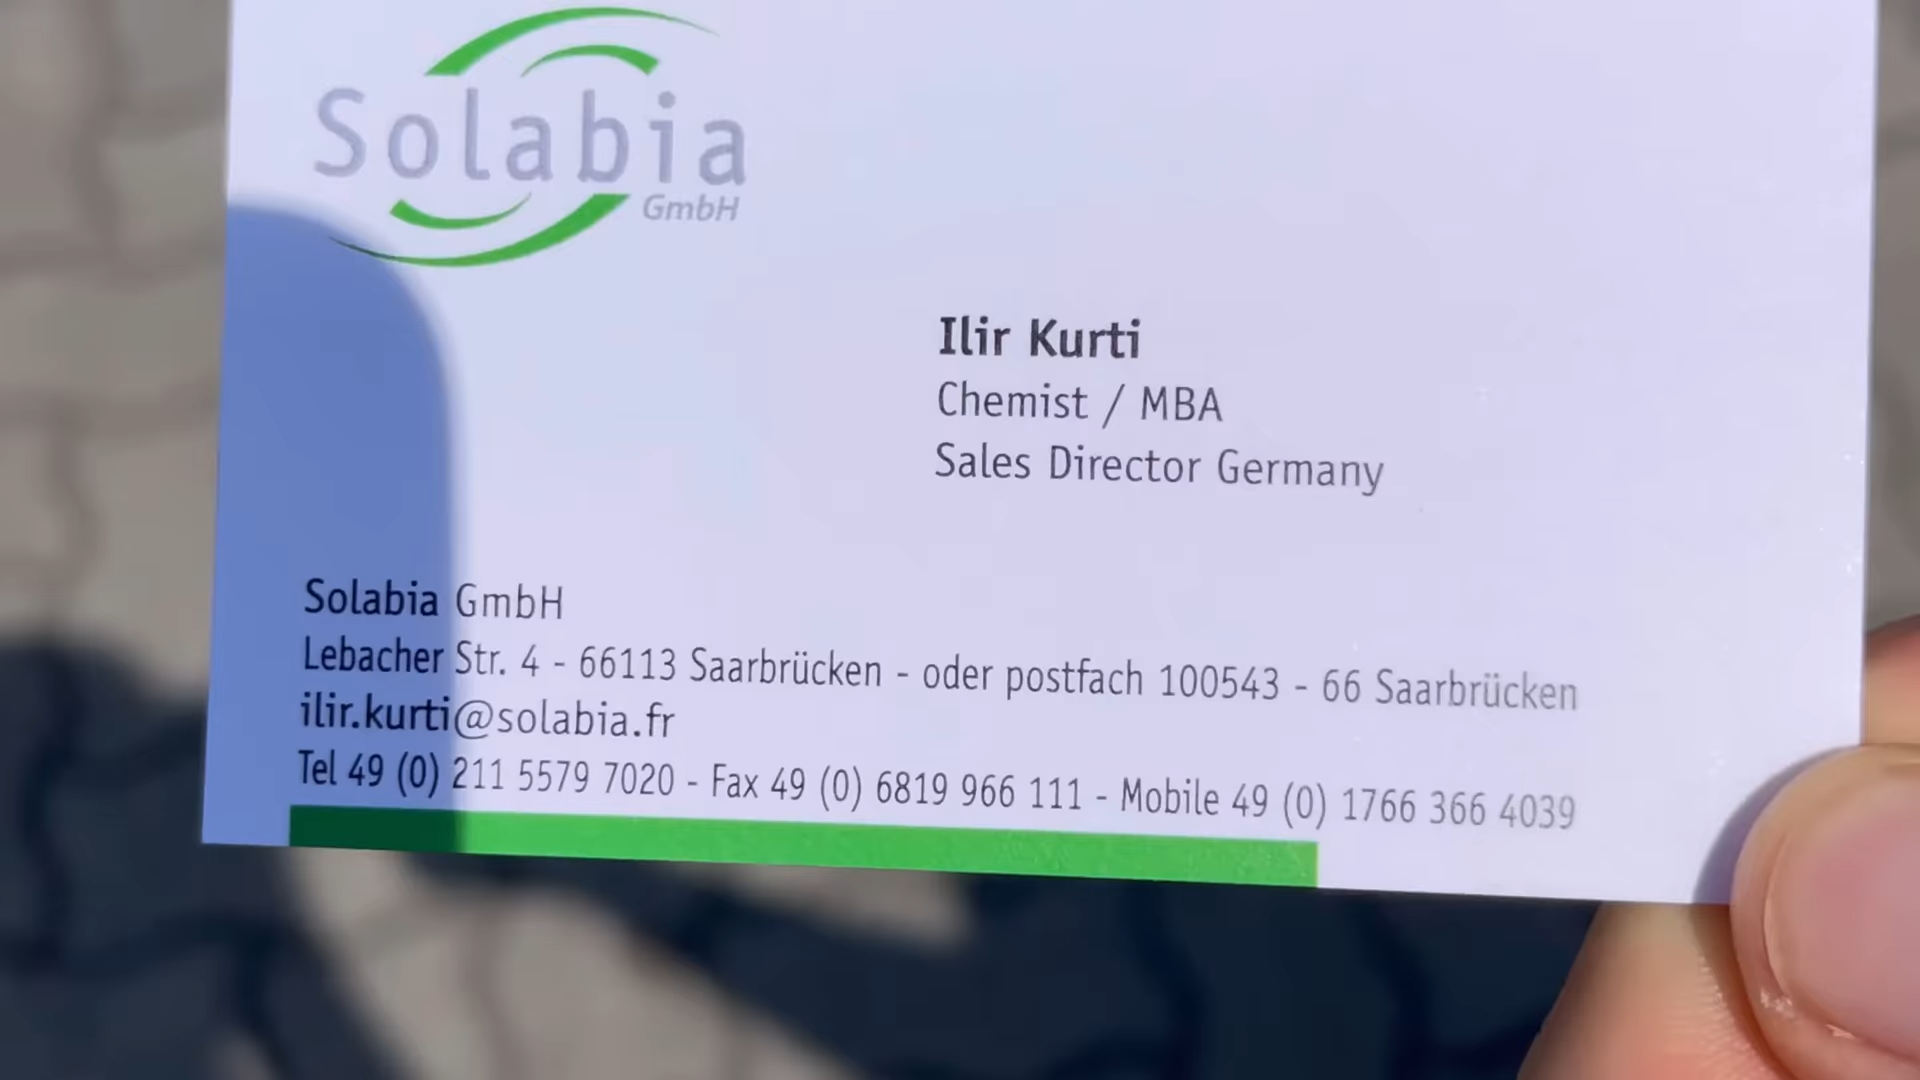 Solabia
GmbH
Ilir Kurti
Chemist / MBA
Sales Director Germany
Solabia GmbH
Lebacher Str. 4 - 66113 Saarbrücken - oder postfach 100543 - 66 Saarbrücken
ilir.kurti@solabia.fr
Tel 49 (0) 211 5579 7020 - Fax 49 (0) 6819 966 111 - Mobile 49 (0) 1766 366 4039